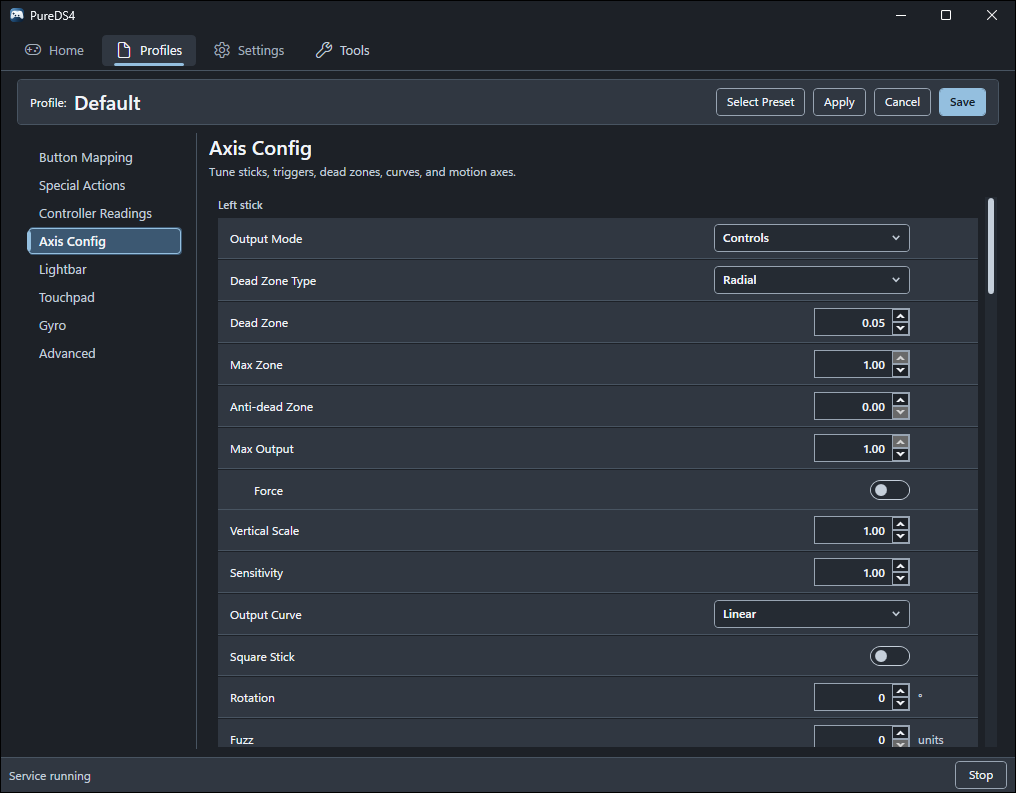 PureDS4
Home
Profiles
Settings
Tools
Profile: Default
Select Preset
Apply
Cancel
Save
Button Mapping
Special Actions
Controller Readings
Axis Config
Lightbar
Touchpad
Gyro
Advanced
Axis Config
Tune sticks, triggers, dead zones, curves, and motion axes.
Left stick
Output Mode
Controls
Dead Zone Type
Radial
Dead Zone
0.05
Max Zone
1.00
Anti-dead Zone
0.00
Max Output
1.00
Force
Vertical Scale
1.00
Sensitivity
1.00
Output Curve
Linear
Square Stick
Rotation
0 °
Fuzz
0 units
Service running
Stop